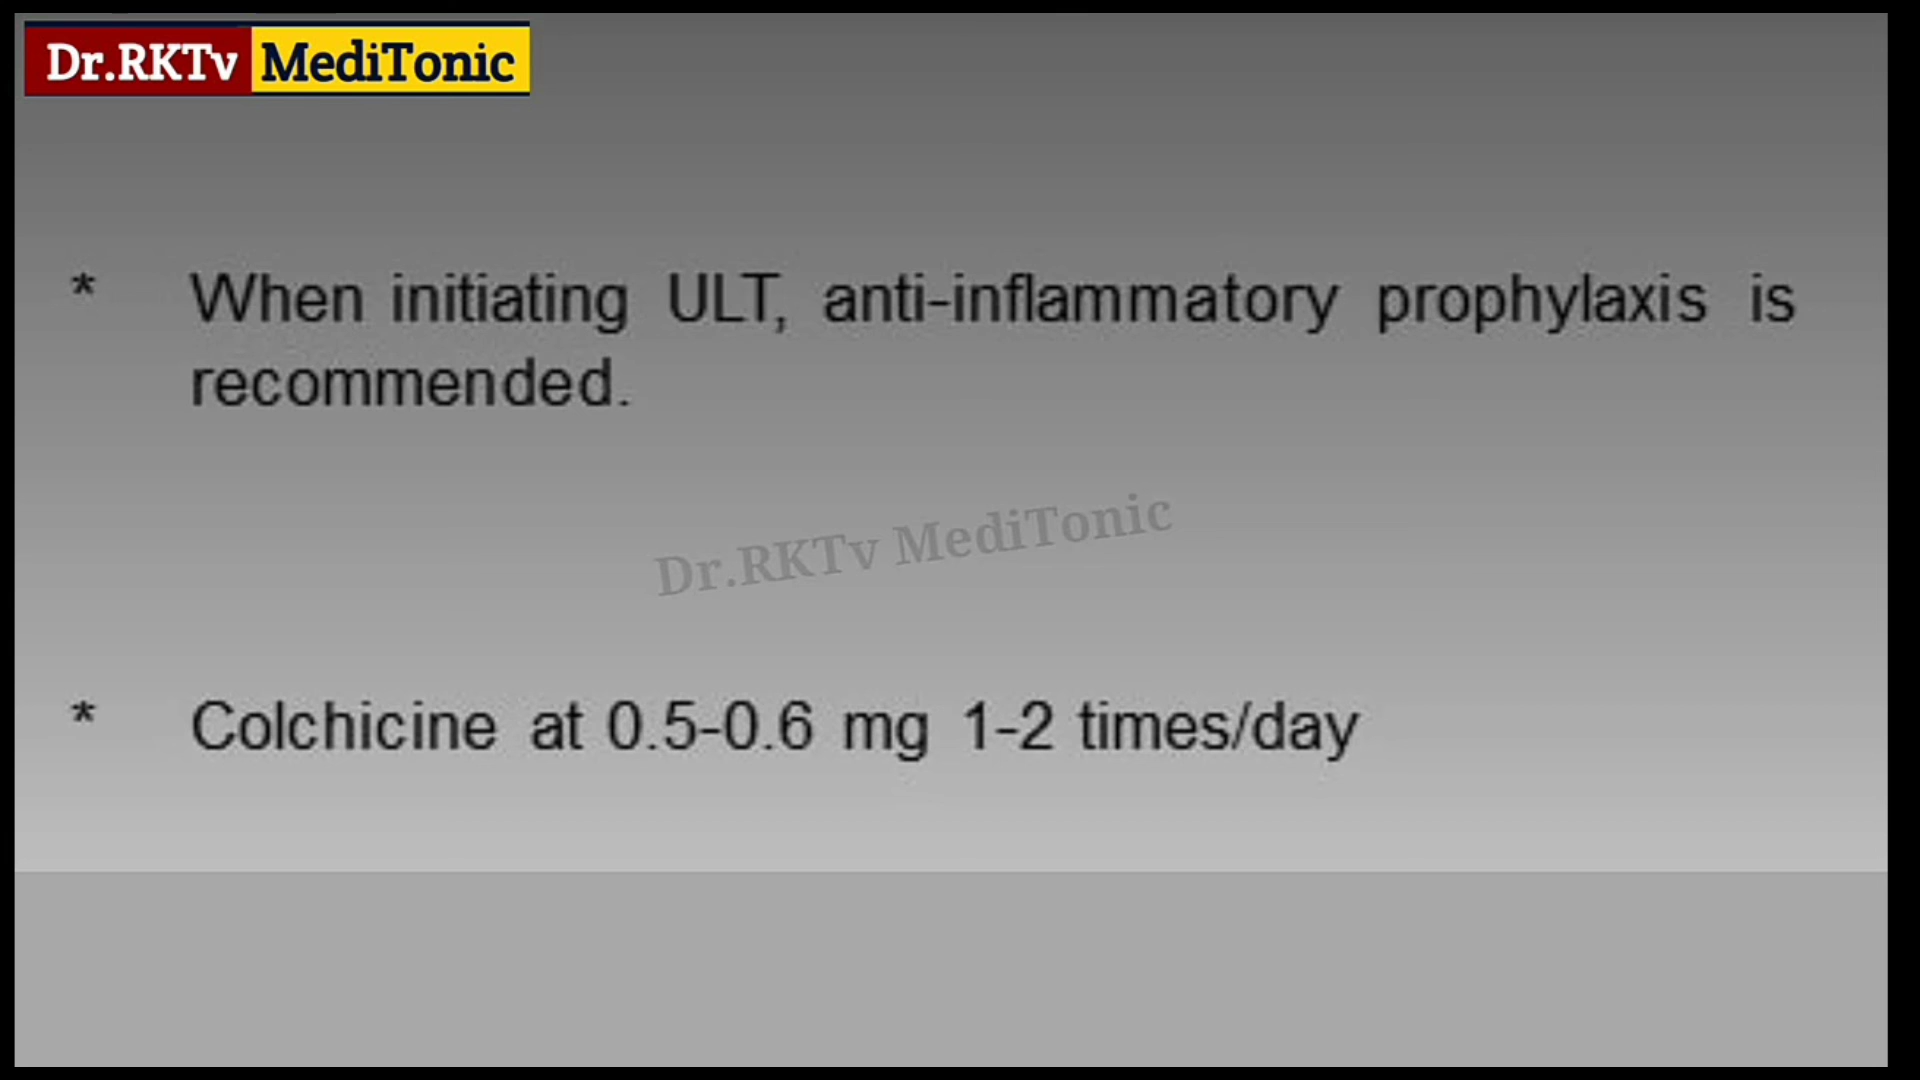 Dr.RKTv MediTonic
* When initiating ULT, anti-inflammatory prophylaxis is
recommended.
Dr.RKTv MediTonic
* Colchicine at 0.5-0.6 mg 1-2 times/day